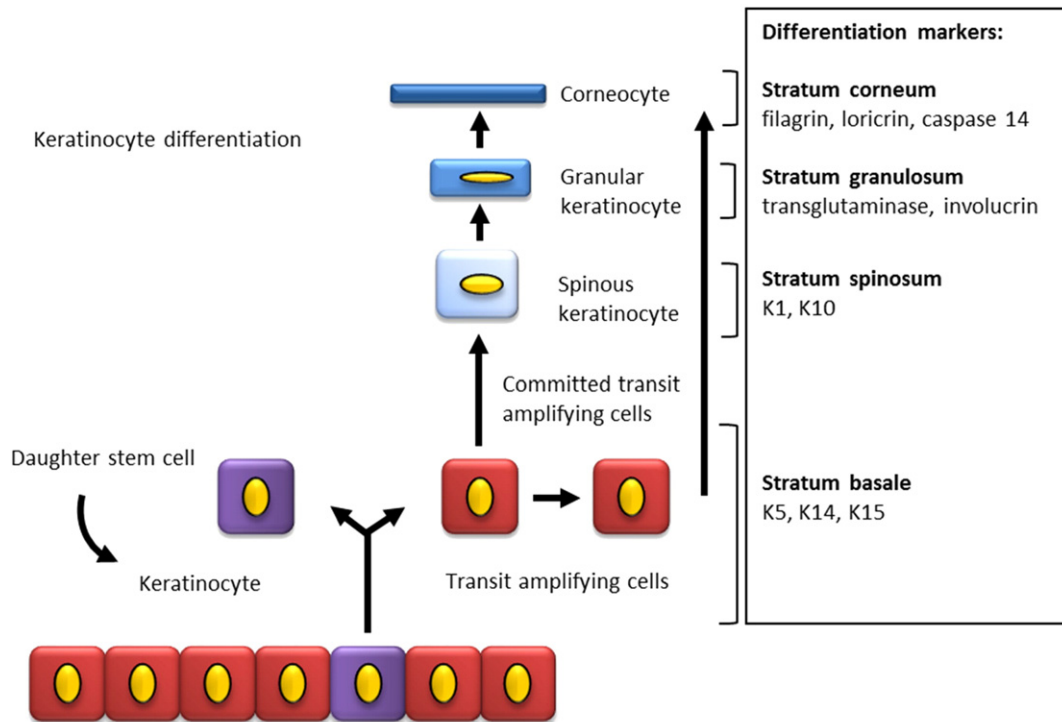 Keratinocyte differentiation
Corneocyte
Granular
keratinocyte
Spinous
keratinocyte
Committed transit
amplifying cells
Daughter stem cell
Keratinocyte
Transit amplifying cells
Differentiation markers:
Stratum corneum
filagrin, loricrin, caspase 14
Stratum granulosum
transglutaminase, involucrin
Stratum spinosum
K1, K10
Stratum basale
K5, K14, K15